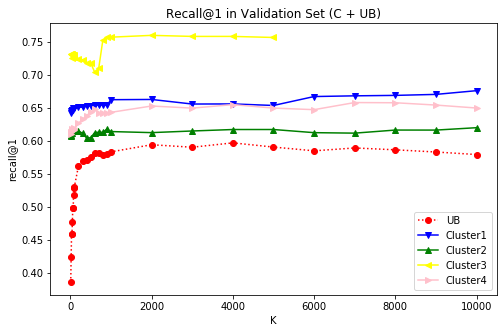 Recall@1 in Validation Set (C + UB)
recall@1
0.75
0.70
0.65
0.60
0.55
0.50
0.45
0.40
0 2000 4000 6000 8000 10000
K
UB
Cluster1
Cluster2
Cluster3
Cluster4